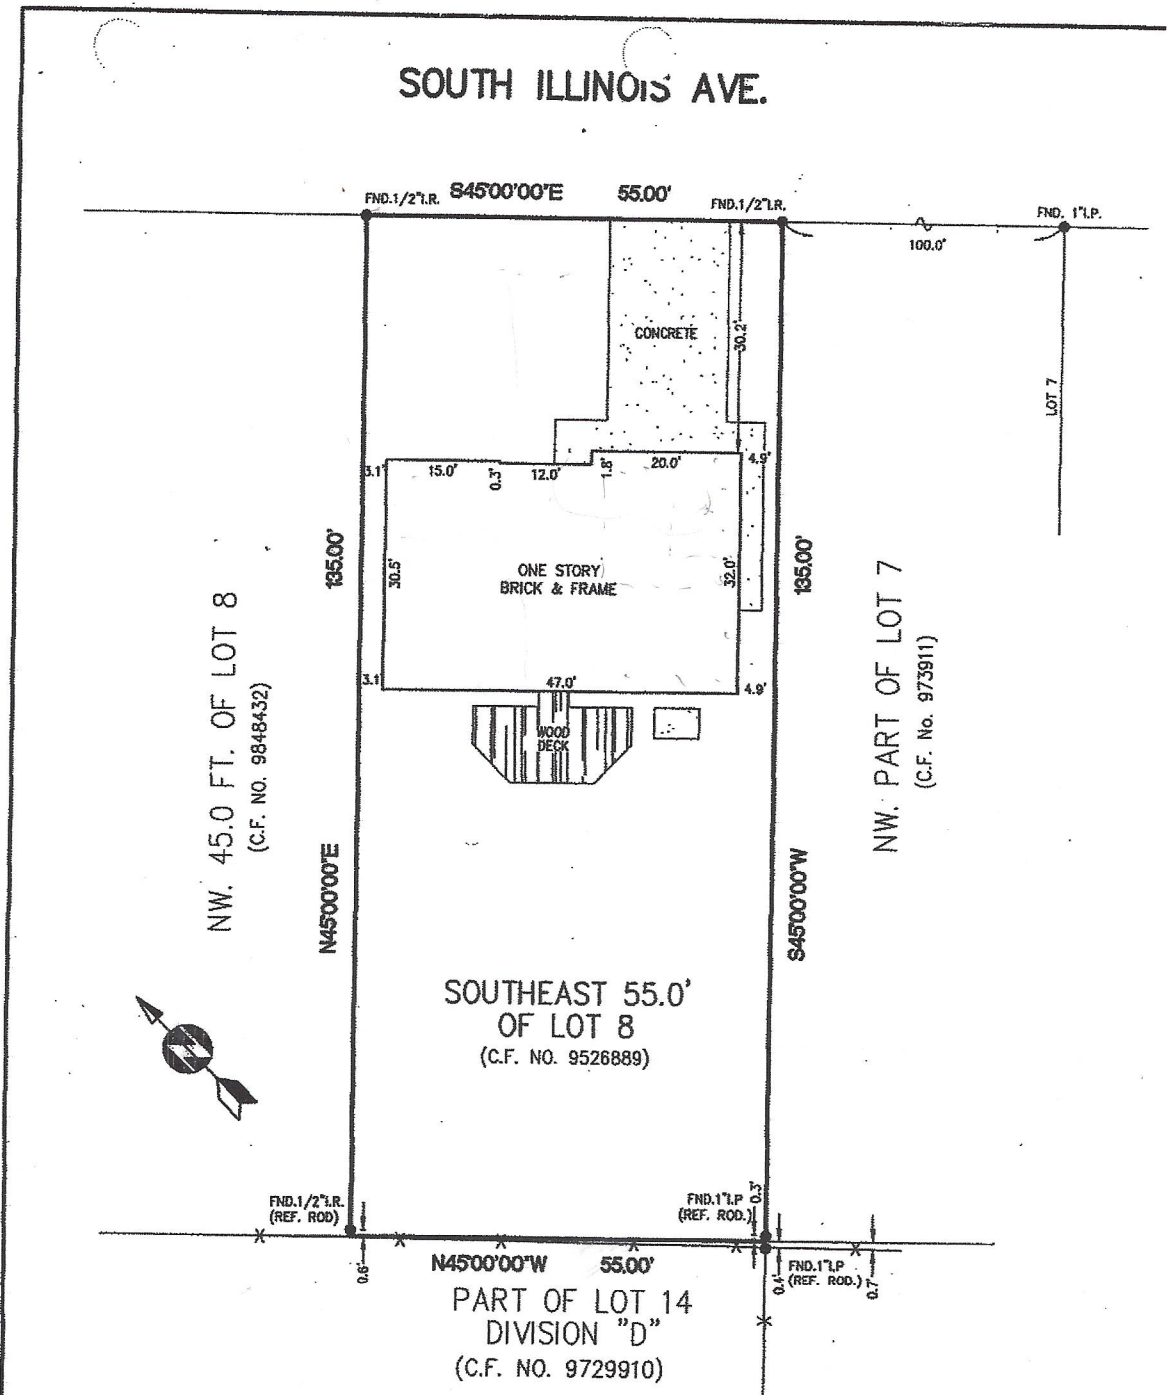 SOUTH ILLINOIS AVE.
S45°00'00"E 55.00'
FND.1/2"I.R.
FND.1/2"I.R.
FND. 1"I.P.
100.0'
CONCRETE
30.2'
LOT 7
3.1'
15.0'
0.3'
12.0'
1.8'
20.0'
4.9'
135.00'
30.5'
ONE STORY
BRICK & FRAME
32.0'
135.00'
NW. 45.0 FT. OF LOT 8
(C.F. NO. 9848432)
NW. PART OF LOT 7
(C.F. No. 973911)
3.1'
47.0'
4.9'
WOOD
DECK
N45°00'00"E
S45°00'00"W
SOUTHEAST 55.0'
OF LOT 8
(C.F. NO. 9526889)
N
FND.1/2"I.R.
(REF. ROD)
FND.1"I.P
(REF. ROD.)
0.3'
0.6'
N45°00'00"W 55.00'
0.4'
FND.1"I.P
(REF. ROD.)
0.7'
PART OF LOT 14
DIVISION "D"
(C.F. NO. 9729910)